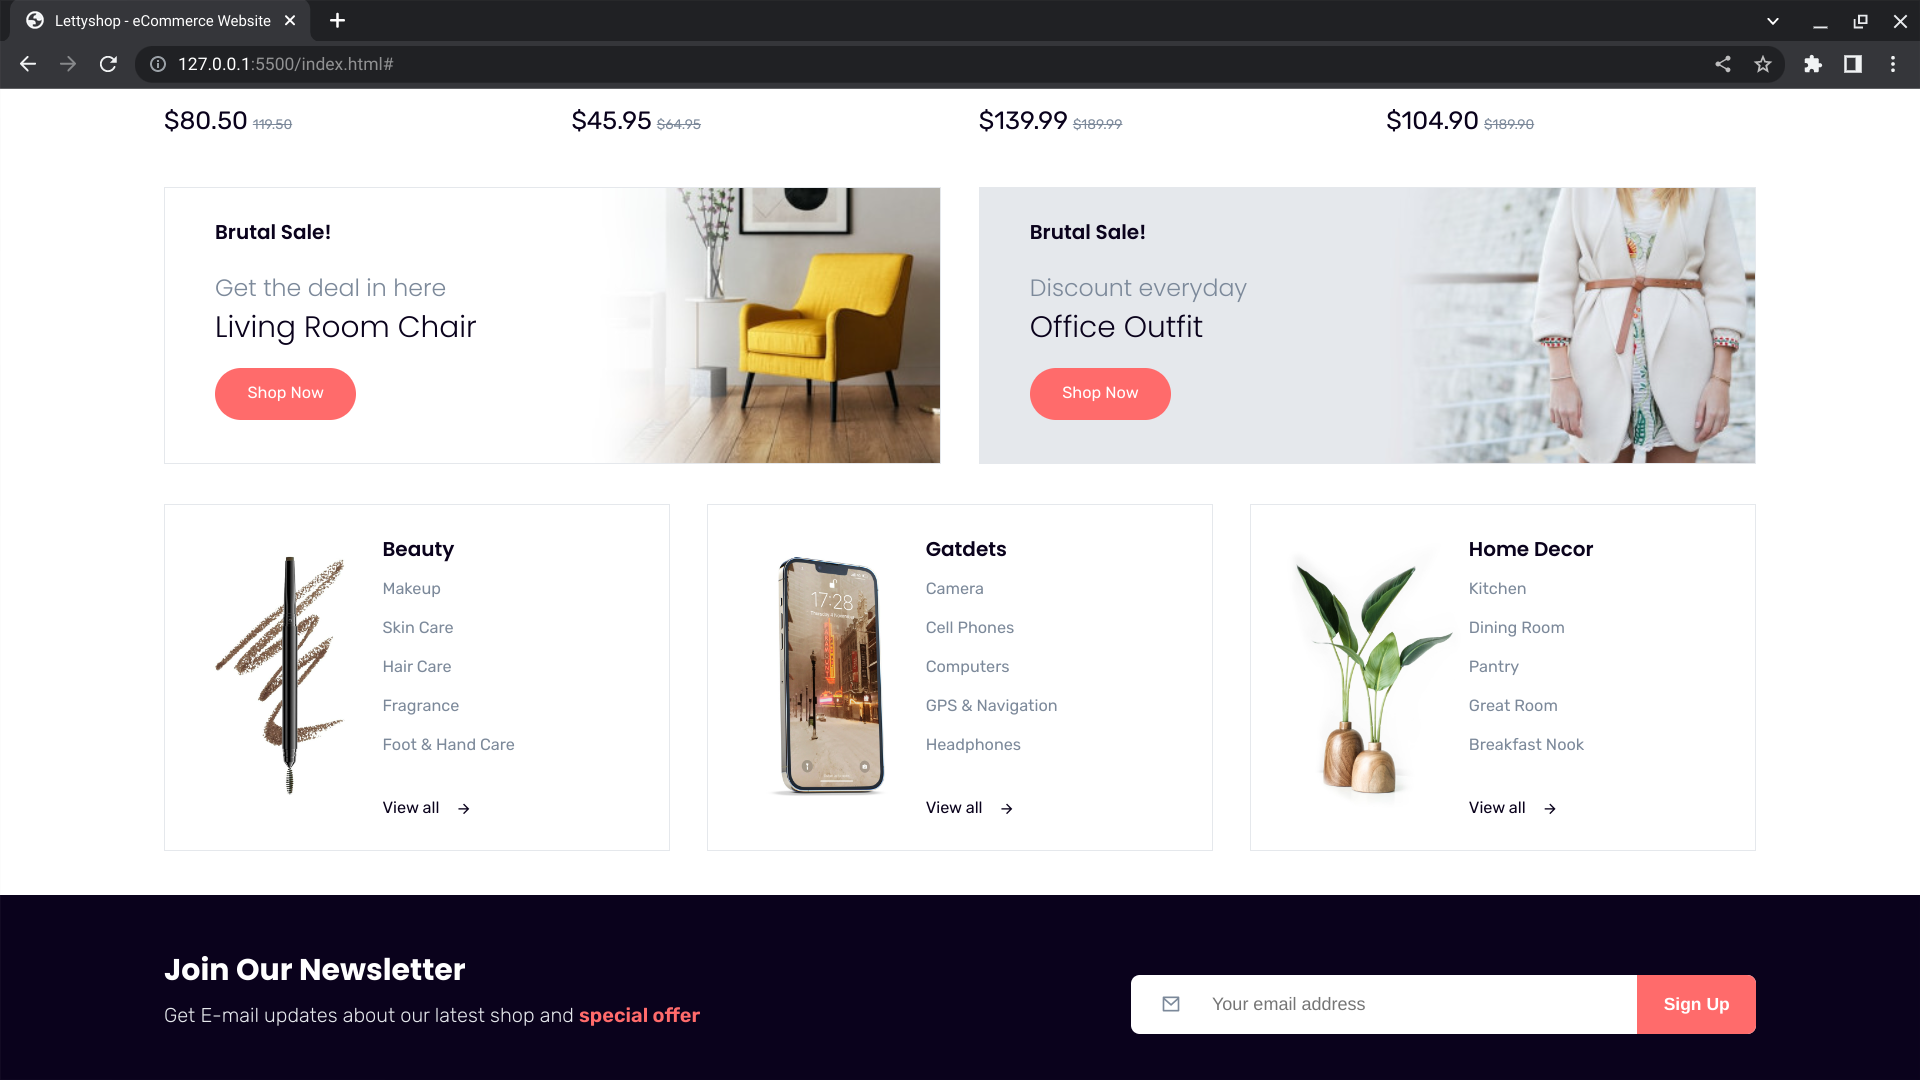 Lettyshop - eCommerce Website
127.0.0.1:5500/index.html#
$80.50 119.50
$45.95 $64.95
$139.99 $189.99
$104.90 $189.90
Brutal Sale!
Get the deal in here
Living Room Chair
Shop Now
Brutal Sale!
Discount everyday
Office Outfit
Shop Now
Beauty
Makeup
Skin Care
Hair Care
Fragrance
Foot & Hand Care
View all
17:28
Gatdets
Camera
Cell Phones
Computers
GPS & Navigation
Headphones
View all
Home Decor
Kitchen
Dining Room
Pantry
Great Room
Breakfast Nook
View all
Join Our Newsletter
Get E-mail updates about our latest shop and special offer
Your email address
Sign Up